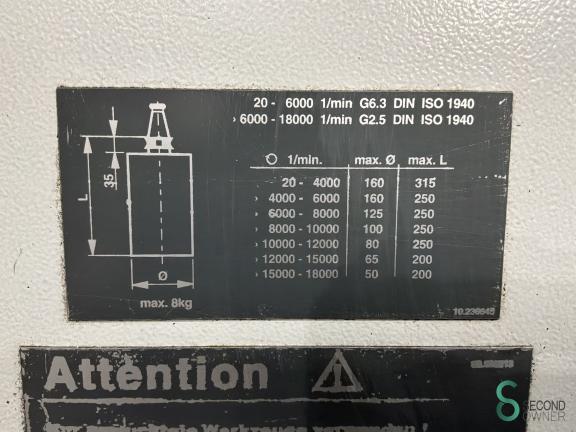 20 - 6000 1/min G6.3 DIN ISO 1940
› 6000 - 18000 1/min G2.5 DIN ISO 1940
1/min. max. Ø max. L
20 - 4000 160 315
› 4000 - 6000 160 250
› 6000 - 8000 125 250
› 8000 - 10000 100 250
› 10000 - 12000 80 250
› 12000 - 15000 65 200
› 15000 - 18000 50 200
35
L
Ø
max. 8kg
Attention
SECOND
OWNER